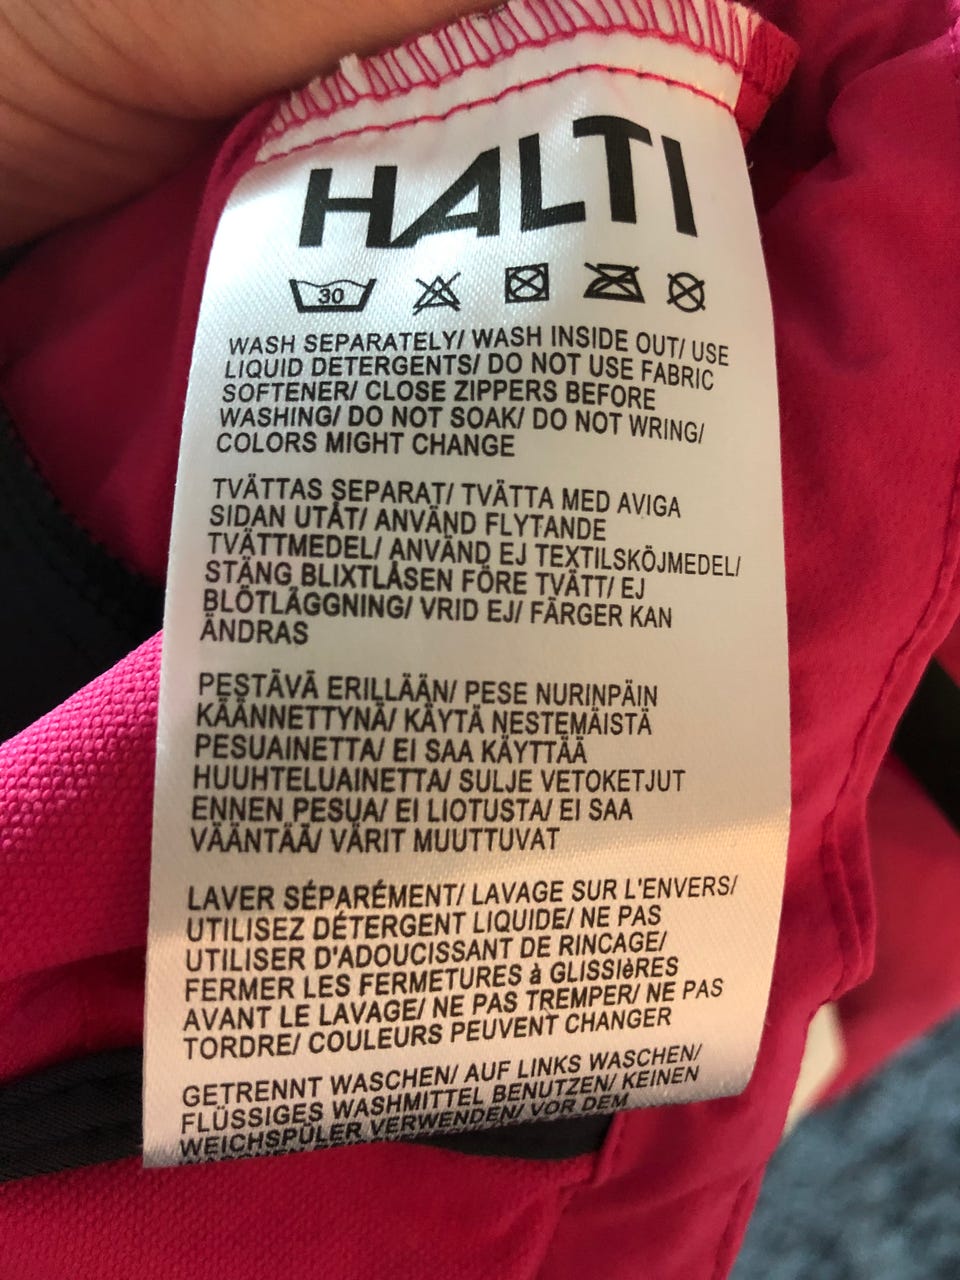 HALTI
30
WASH SEPARATELY/ WASH INSIDE OUT/ USE
LIQUID DETERGENTS/ DO NOT USE FABRIC
SOFTENER/ CLOSE ZIPPERS BEFORE
WASHING/ DO NOT SOAK/ DO NOT WRING/
COLORS MIGHT CHANGE
TVÄTTAS SEPARAT/ TVÄTTA MED AVIGA
SIDAN UTÅT/ ANVÄND FLYTANDE
TVÄTTMEDEL/ ANVÄND EJ TEXTILSKÖJMEDEL/
STÄNG BLIXTLÅSEN FÖRE TVÄTT/ EJ
BLÖTLÄGGNING/ VRID EJ/ FÄRGER KAN
ÄNDRAS
PESTÄVÄ ERILLÄÄN/ PESE NURINPÄIN
KÄÄNNETTYNÄ/ KÄYTÄ NESTEMÄISTÄ
PESUAINETTA/ EI SAA KÄYTTÄÄ
HUUHTELUAINETTA/ SULJE VETOKETJUT
ENNEN PESUA/ EI LIOTUSTA/ EI SAA
VÄÄNTÄÄ/ VÄRIT MUUTTUVAT
LAVER SÉPARÉMENT/ LAVAGE SUR L'ENVERS/
UTILISEZ DÉTERGENT LIQUIDE/ NE PAS
UTILISER D'ADOUCISSANT DE RINCAGE/
FERMER LES FERMETURES à GLISSIèRES
AVANT LE LAVAGE/ NE PAS TREMPER/ NE PAS
TORDRE/ COULEURS PEUVENT CHANGER
GETRENNT WASCHEN/ AUF LINKS WASCHEN/
FLÜSSIGES WASHMITTEL BENUTZEN/ KEINEN
WEICHSPÜLER VERWENDEN/ VOR DEM